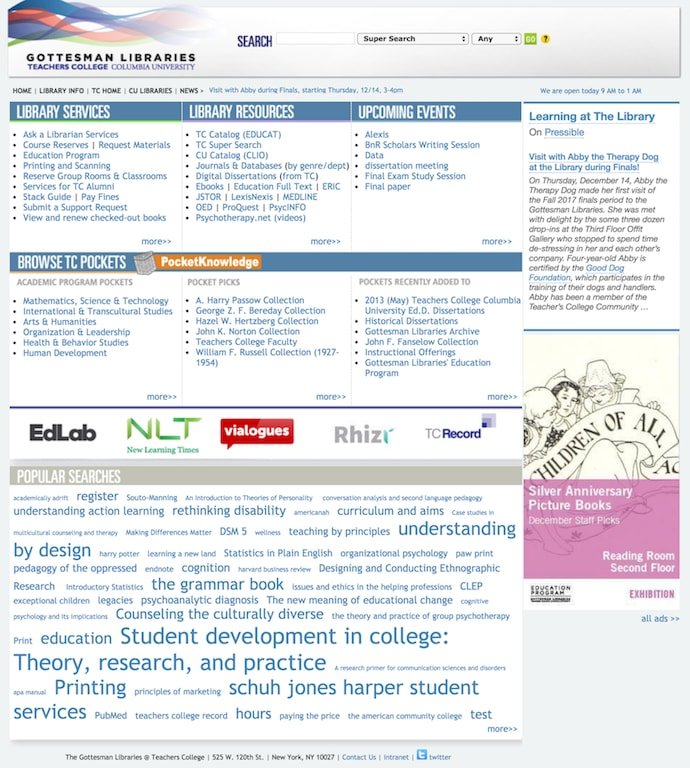 GOTTESMAN LIBRARIES
TEACHERS COLLEGE COLUMBIA UNIVERSITY
SEARCH
Super Search
Any
GO
?
HOME | LIBRARY INFO | TC HOME | CU LIBRARIES | NEWS >
Visit with Abby during Finals, starting Thursday, 12/14, 3-4pm
We are open today 9 AM to 1 AM
LIBRARY SERVICES
Ask a Librarian Services
Course Reserves | Request Materials
Education Program
Printing and Scanning
Reserve Group Rooms & Classrooms
Services for TC Alumni
Stack Guide | Pay Fines
Submit a Support Request
View and renew checked-out books
more>>
LIBRARY RESOURCES
TC Catalog (EDUCAT)
TC Super Search
CU Catalog (CLIO)
Journals & Databases (by genre/dept)
Digital Dissertations (from TC)
Ebooks | Education Full Text | ERIC
JSTOR | LexisNexis | MEDLINE
OED | ProQuest | PsycINFO
Psychotherapy.net (videos)
more>>
UPCOMING EVENTS
Alexis
BnR Scholars Writing Session
Data
dissertation meeting
Final Exam Study Session
Final paper
more>>
Learning at The Library
On Pressible
Visit with Abby the Therapy Dog
at the Library during Finals!
On Thursday, December 14, Abby the
Therapy Dog made her first visit of
the Fall 2017 finals period to the
Gottesman Libraries. She was met
with delight by the some three dozen
drop-ins at the Third Floor Offit
Gallery who stopped to spend time
de-stressing in her and each other's
company. Four-year-old Abby is
certified by the Good Dog
Foundation, which participates in the
training of their dogs and handlers.
Abby has been a member of the
Teacher's College Community ...
BROWSE TC POCKETS
PocketKnowledge
ACADEMIC PROGRAM POCKETS
Mathematics, Science & Technology
International & Transcultural Studies
Arts & Humanities
Organization & Leadership
Health & Behavior Studies
Human Development
more>>
POCKET PICKS
A. Harry Passow Collection
George Z. F. Bereday Collection
Hazel W. Hertzberg Collection
John K. Norton Collection
Teachers College Faculty
William F. Russell Collection (1927-
1954)
more>>
POCKETS RECENTLY ADDED TO
2013 (May) Teachers College Columbia
University Ed.D. Dissertations
Historical Dissertations
Gottesman Libraries Archive
John F. Fanselow Collection
Instructional Offerings
Gottesman Libraries' Education
Program
more>>
EdLab
NLT
New Learning Times
vialogues
Rhizr
TC Record
CHILDREN OF ALL
Silver Anniversary
Picture Books
December Staff Picks
Reading Room
Second Floor
EDUCATION
PROGRAM
EXHIBITION
all ads >>
POPULAR SEARCHES
academically adrift register Souto-Manning An Introduction to Theories of Personality conversation analysis and second language pedagogy
understanding action learning rethinking disability americanah curriculum and aims Case studies in
multicultural counseling and therapy Making Differences Matter DSM 5 wellness teaching by principles understanding
by design harry potter learning a new land Statistics in Plain English organizational psychology paw print
pedagogy of the oppressed endnote cognition harvard business review Designing and Conducting Ethnographic
Research Introductory Statistics the grammar book issues and ethics in the helping professions CLEP
exceptional children legacies psychoanalytic diagnosis The new meaning of educational change cognitive
psychology and its implications Counseling the culturally diverse the theory and practice of group psychotherapy
Print education Student development in college:
Theory, research, and practice A research primer for communication sciences and disorders
apa manual Printing principles of marketing schuh jones harper student
services PubMed teachers college record hours paying the price the american community college test
more>>
The Gottesman Libraries @ Teachers College | 525 W. 120th St. | New York, NY 10027 | Contact Us | Intranet | twitter